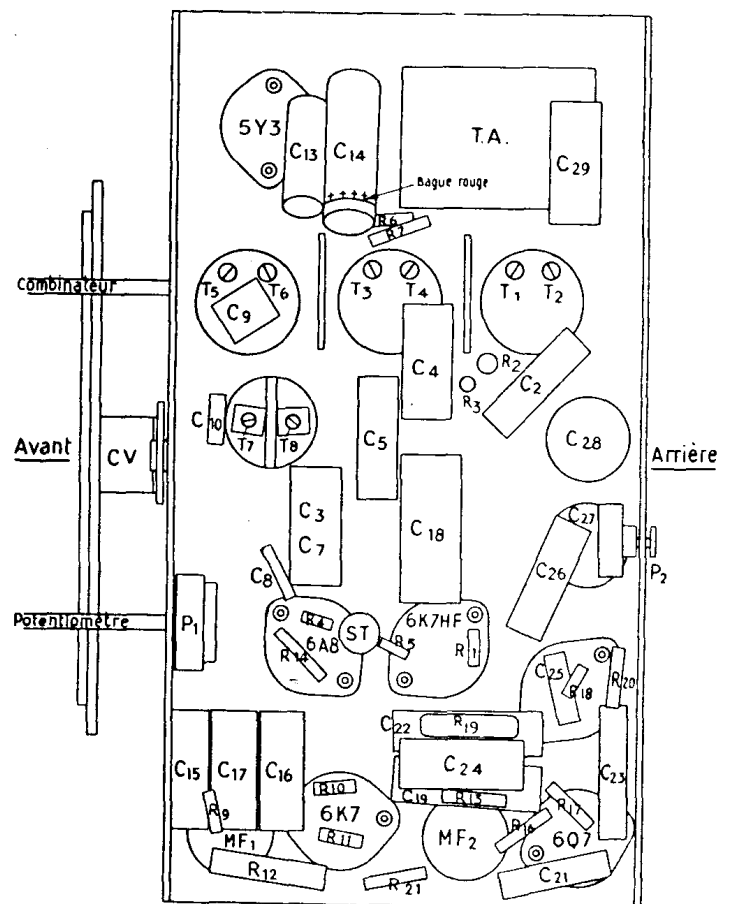 5Y3
C13
C14
T.A.
C29
Bague rouge
R6
R7
Combinateur
T5
T6
T3
T4
T1
T2
C9
C4
R2
R3
C2
C10
T7
T8
C5
C28
Avant
CV
Arrière
C3
C7
C18
C27
C26
P2
C8
Potentiomètre
P1
R4
6A8
ST
R5
6K7HF
R1
R14
C25
R18
R20
C22
R19
C15
C17
C16
C24
C23
R9
R10
C19
R13
R17
6K7
R11
MF1
MF2
R16
6Q7
R12
R21
C21